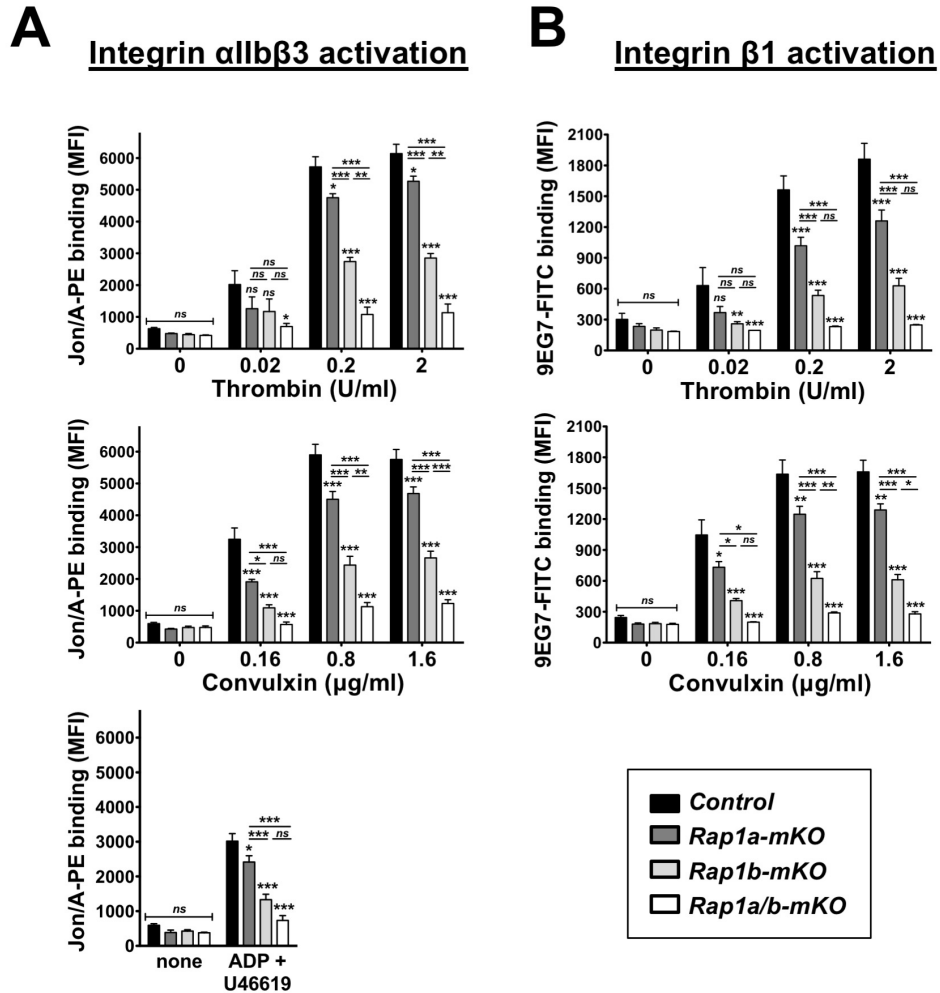 A
Integrin αIIbβ3 activation
Jon/A-PE binding (MFI)
6000
5000
4000
3000
2000
1000
0
ns
ns
ns ns
ns ns
*
***
*** **
*
***
***
***
*** **
*
***
***
0 0.02 0.2 2
Thrombin (U/ml)
Jon/A-PE binding (MFI)
6000
5000
4000
3000
2000
1000
0
ns
***
* ns
***
***
***
***
*** **
***
***
***
***
*** ***
***
***
***
0 0.16 0.8 1.6
Convulxin (µg/ml)
Jon/A-PE binding (MFI)
6000
5000
4000
3000
2000
1000
0
ns
***
*** ns
*
***
***
none ADP +
U46619
B
Integrin β1 activation
9EG7-FITC binding (MFI)
2100
1800
1500
1200
900
600
300
0
ns
ns
ns ns
ns
**
***
***
*** ns
***
***
***
***
*** ns
***
***
***
0 0.02 0.2 2
Thrombin (U/ml)
9EG7-FITC binding (MFI)
2100
1800
1500
1200
900
600
300
0
ns
*
* ns
*
***
***
***
*** **
**
***
***
***
*** *
**
***
***
0 0.16 0.8 1.6
Convulxin (µg/ml)
Control
Rap1a-mKO
Rap1b-mKO
Rap1a/b-mKO